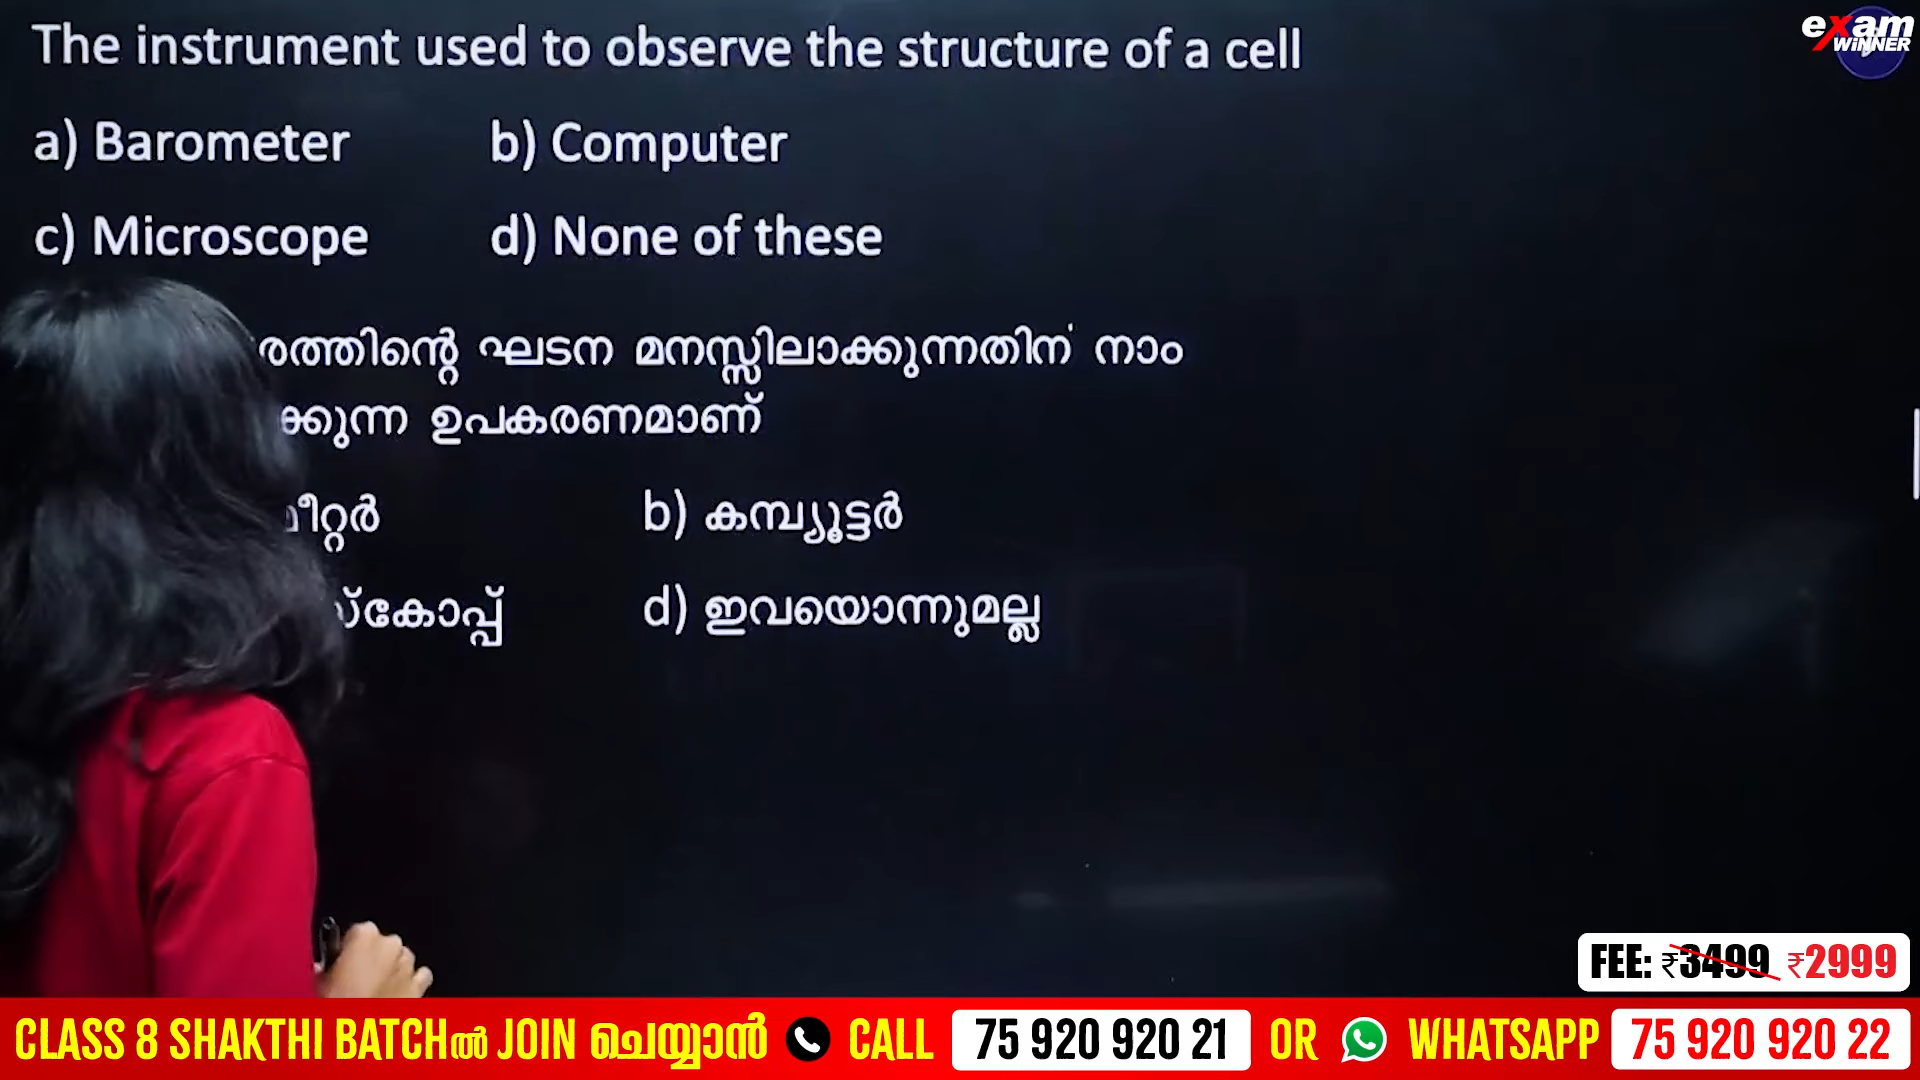 The instrument used to observe the structure of a cell
exam WINNER
a) Barometer b) Computer
c) Microscope d) None of these
ഘടന മനസ്സിലാക്കുന്നതിന് നാം
ഉപകരണമാണ്
b) കമ്പ്യൂട്ടർ
d) ഇവയൊന്നുമല്ല
FEE: ₹3499 ₹2999
CLASS 8 SHAKTHI BATCHൽ JOIN ചെയ്യാൻ CALL 75 920 920 21 OR WHATSAPP 75 920 920 22